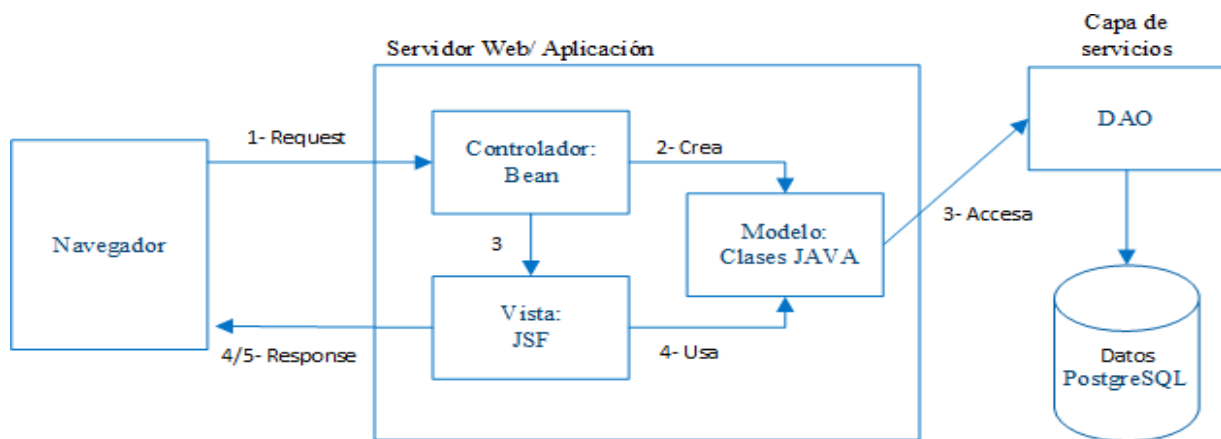 Capa de
servicios
Servidor Web/ Aplicación
DAO
1- Request
Controlador:
Bean
2- Crea
3- Accesa
Navegador
3
Modelo:
Clases JAVA
Vista:
JSF
4/5- Response
4- Usa
Datos
PostgreSQL